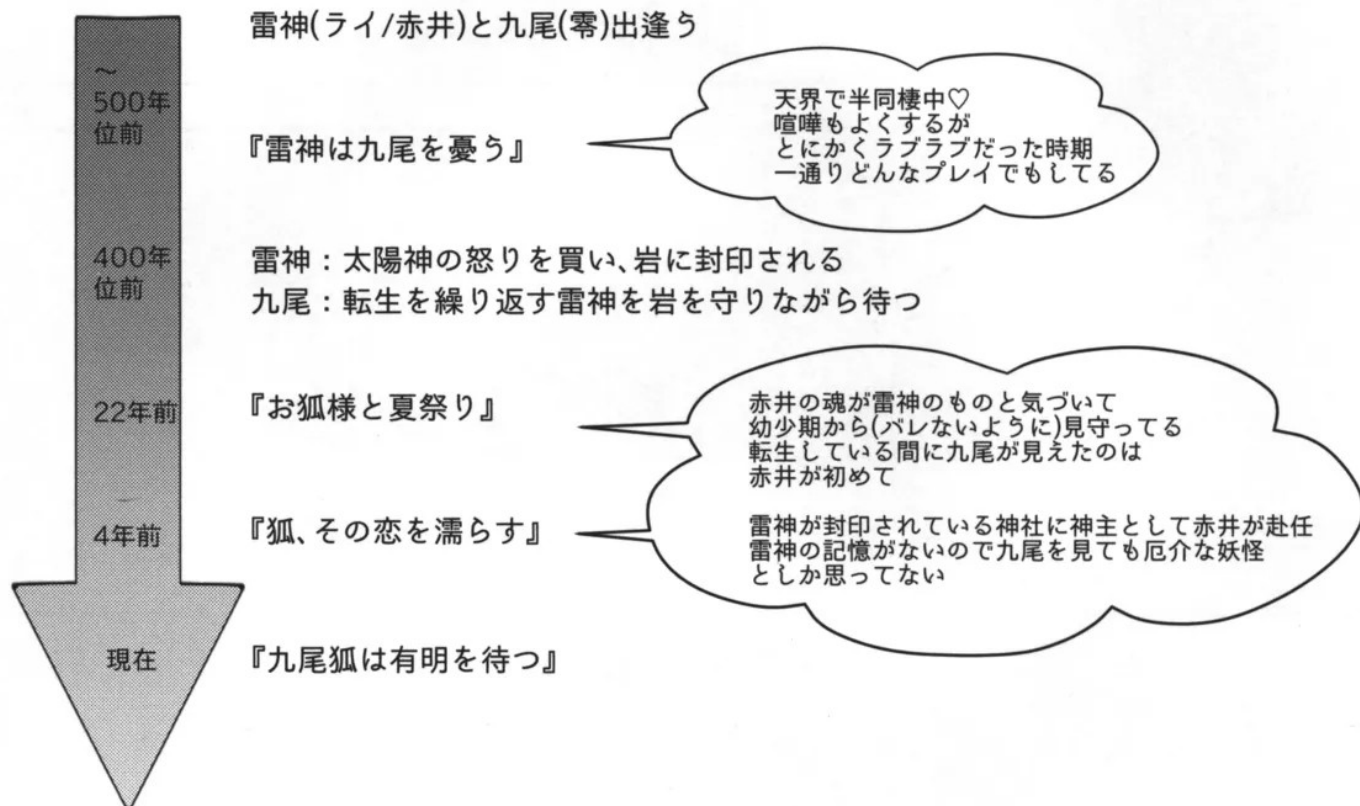 雷神(ライ/赤井)と九尾(零)出逢う
～
500年
位前
『雷神は九尾を憂う』
天界で半同棲中♡
喧嘩もよくするが
とにかくラブラブだった時期
一通りどんなプレイでもしてる
400年
位前
雷神：太陽神の怒りを買い、岩に封印される
九尾：転生を繰り返す雷神を岩を守りながら待つ
22年前
『お狐様と夏祭り』
赤井の魂が雷神のものと気づいて
幼少期から(バレないように)見守ってる
転生している間に九尾が見えたのは
赤井が初めて
4年前
『狐、その恋を濡らす』
雷神が封印されている神社に神主として赤井が赴任
雷神の記憶がないので九尾を見ても厄介な妖怪
としか思ってない
現在
『九尾狐は有明を待つ』